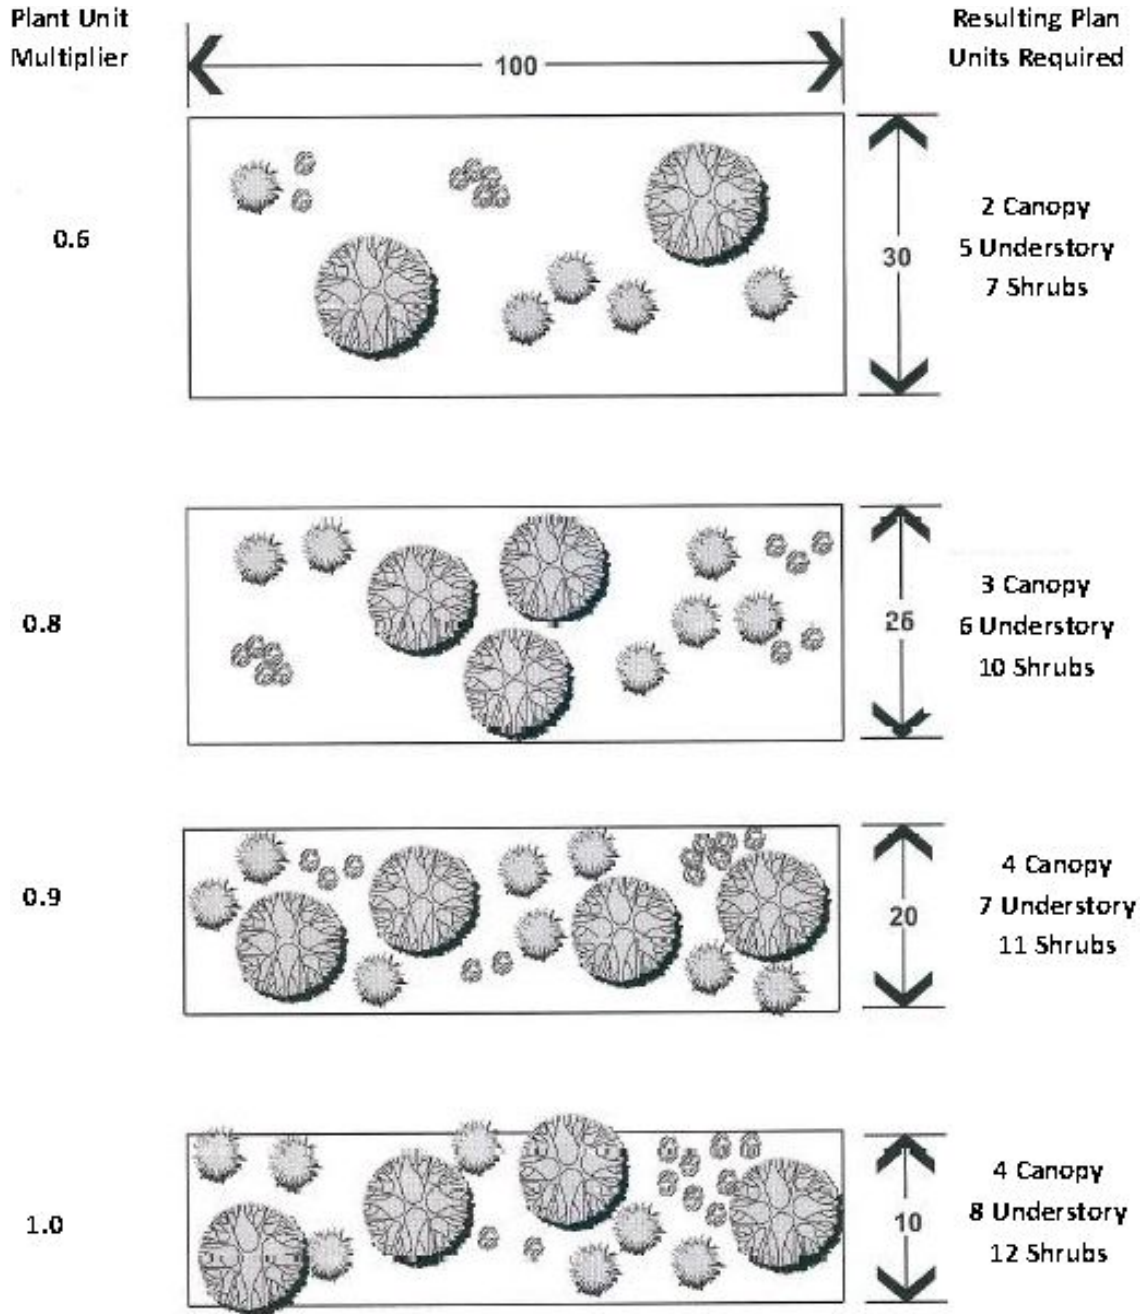 Plant Unit
Multiplier
Resulting Plan
Units Required
100
0.6
30
2 Canopy
5 Understory
7 Shrubs
0.8
26
3 Canopy
6 Understory
10 Shrubs
0.9
20
4 Canopy
7 Understory
11 Shrubs
1.0
10
4 Canopy
8 Understory
12 Shrubs